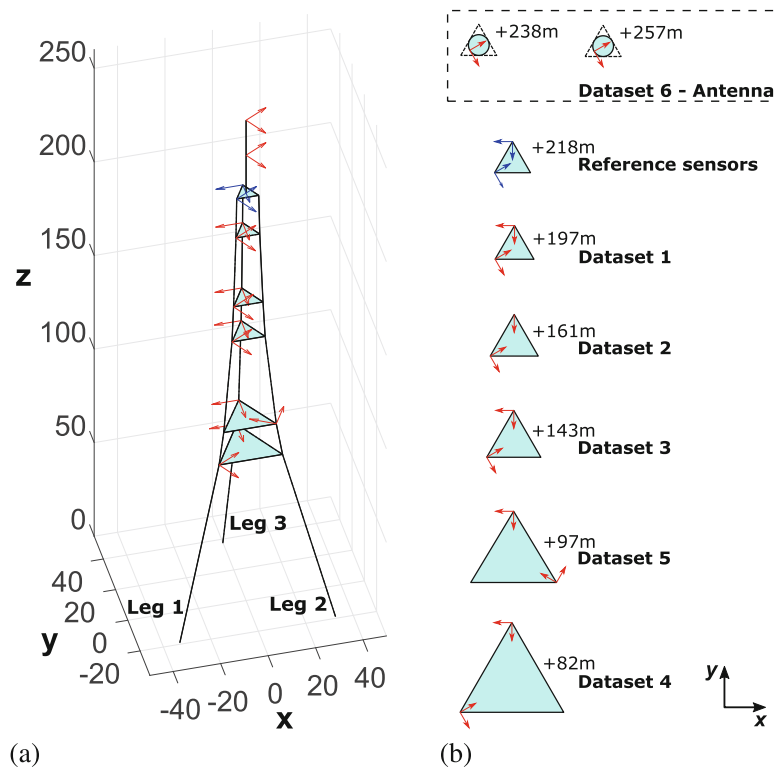 250
200
150
100
50
0
z
40
20
0
-20
y
-40
-20
0
20
40
x
Leg 3
Leg 1
Leg 2
(a)
+238m
+257m
Dataset 6 - Antenna
+218m
Reference sensors
+197m
Dataset 1
+161m
Dataset 2
+143m
Dataset 3
+97m
Dataset 5
+82m
Dataset 4
y
x
(b)